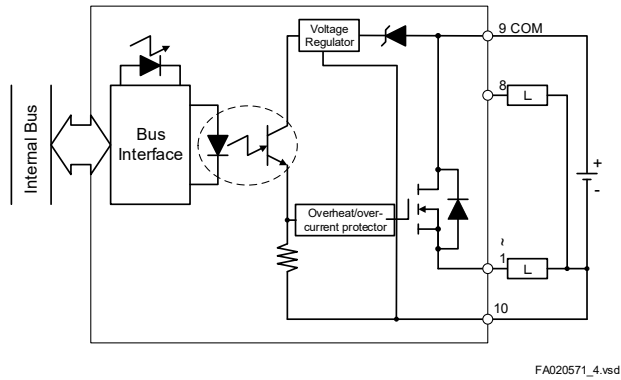 Voltage
Regulator
9 COM
8
L
Internal Bus
Bus
Interface
+
-
Overheat/over-
current protector
~
1
L
10
FA020571_4.vsd